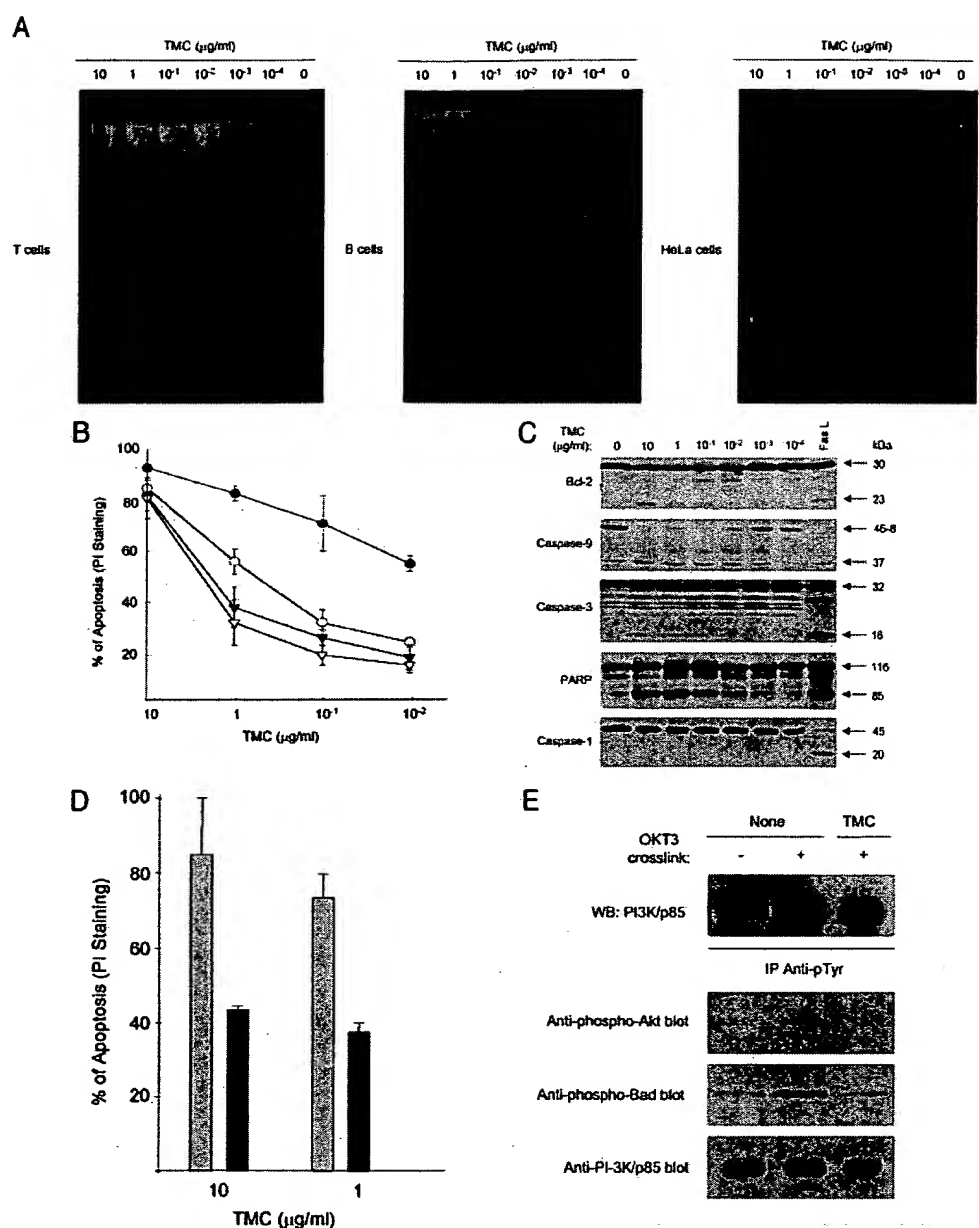 A
TMC (µg/ml)
10 1 10⁻¹ 10⁻² 10⁻³ 10⁻⁴ 0
T cells
TMC (µg/ml)
10 1 10⁻¹ 10⁻² 10⁻³ 10⁻⁴ 0
B cells
TMC (µg/ml)
10 1 10⁻¹ 10⁻² 10⁻³ 10⁻⁴ 0
HeLa cells
B
% of Apoptosis (PI Staining)
100
80
60
40
20
10 1 10⁻¹ 10⁻²
TMC (µg/ml)
C
TMC
(µg/ml):
0 10 1 10⁻¹ 10⁻² 10⁻³ 10⁻⁴ Fas L
kDa
Bcl-2
30
23
Caspase-9
45-8
37
Caspase-3
32
18
PARP
116
85
Caspase-1
45
20
D
% of Apoptosis (PI Staining)
100
80
60
40
20
10 1
TMC (µg/ml)
E
None TMC
OKT3
crosslink:
- + +
WB: PI3K/p85
IP Anti-pTyr
Anti-phospho-Akt blot
Anti-phospho-Bad blot
Anti-PI-3K/p85 blot